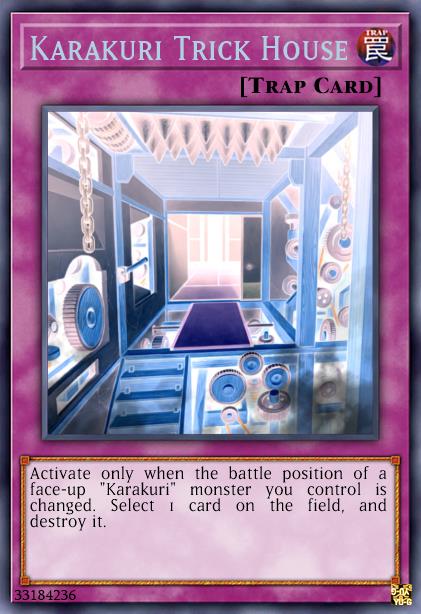 Karakuri Trick House
TRAP
罠
[Trap Card]
Activate only when the battle position of a
face-up "Karakuri" monster you control is
changed. Select 1 card on the field, and
destroy it.
33184236